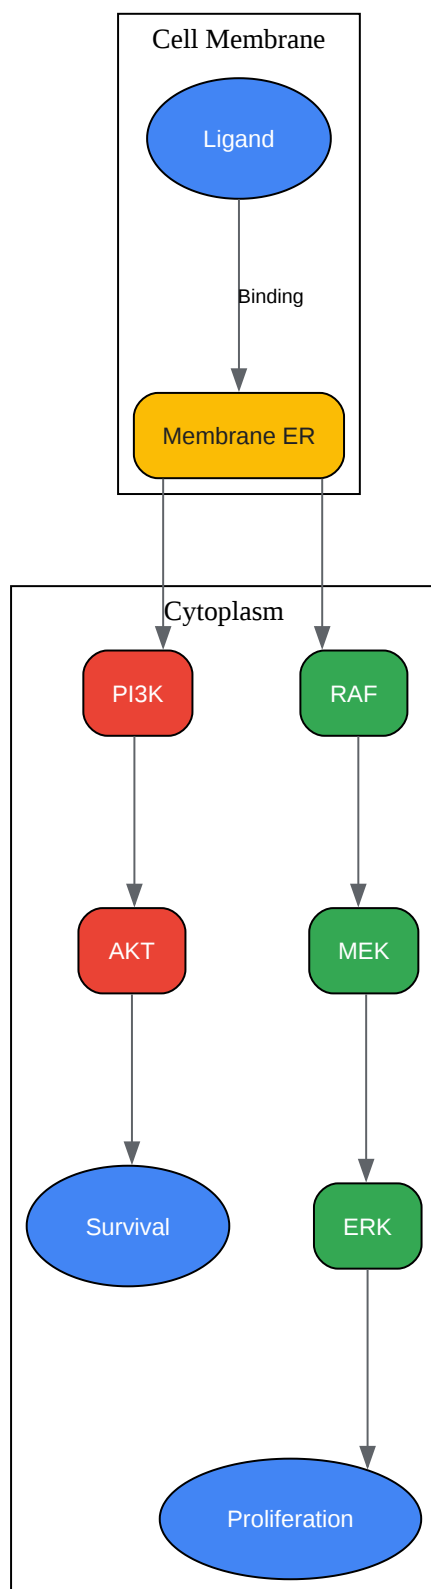 Cell Membrane
Ligand
Binding
Membrane ER
Cytoplasm
PI3K
RAF
AKT
MEK
Survival
ERK
Proliferation